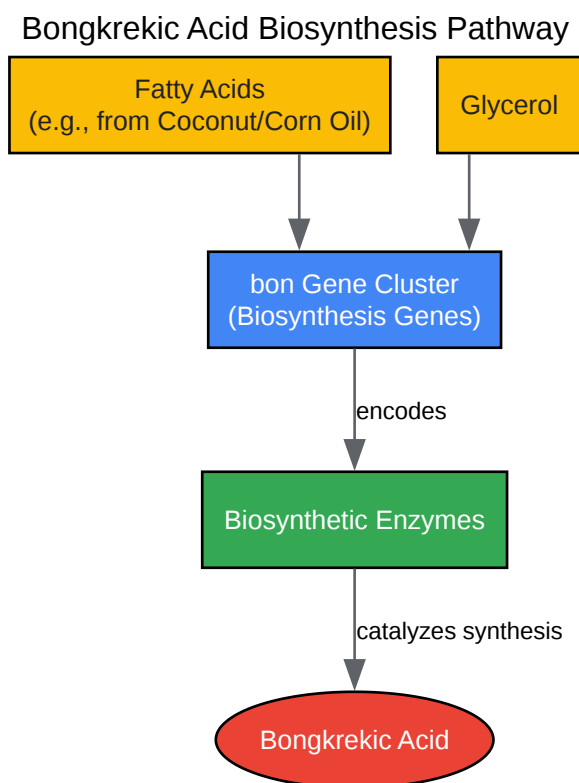 Bongkrekic Acid Biosynthesis Pathway
Fatty Acids
(e.g., from Coconut/Corn Oil)
Glycerol
bon Gene Cluster
(Biosynthesis Genes)
encodes
Biosynthetic Enzymes
catalyzes synthesis
Bongkrekic Acid